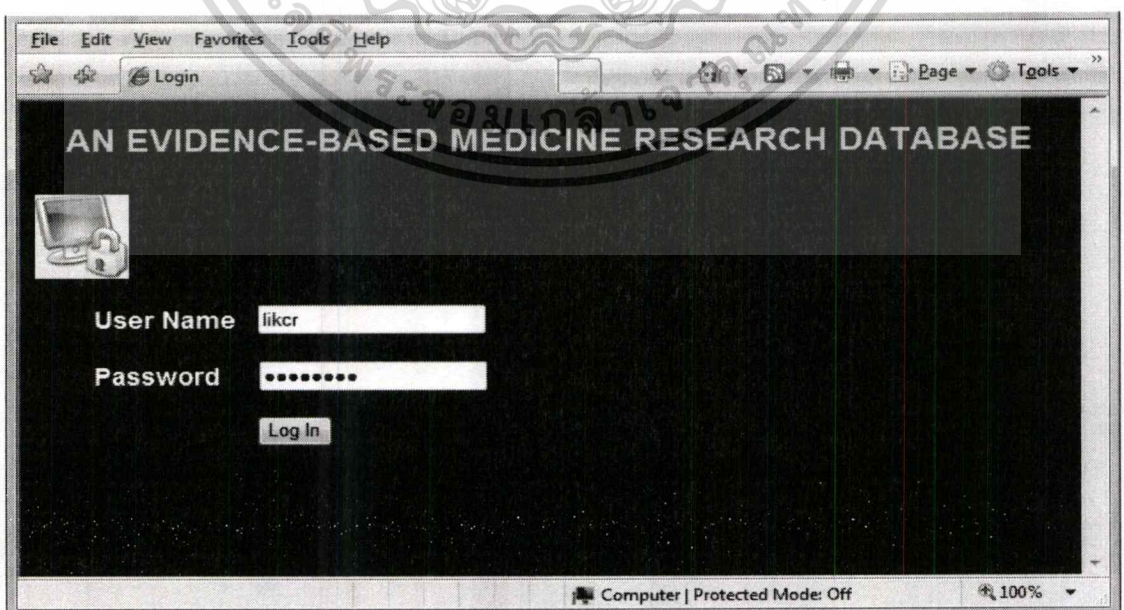 File Edit View Favorites Tools Help
Login Page Tools »
AN EVIDENCE-BASED MEDICINE RESEARCH DATABASE
User Name likcr
Password ••••••••
Log In
Computer | Protected Mode: Off 100%